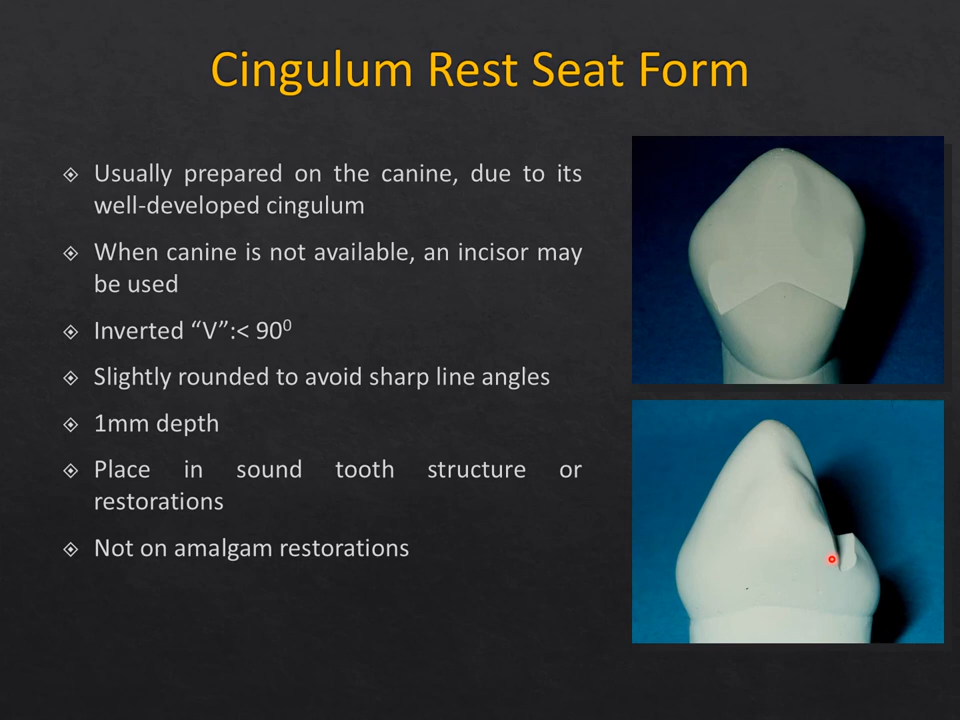 Cingulum Rest Seat Form
Usually prepared on the canine, due to its
well-developed cingulum
When canine is not available, an incisor may
be used
Inverted “V”:< 90⁰
Slightly rounded to avoid sharp line angles
1mm depth
Place in sound tooth structure or
restorations
Not on amalgam restorations